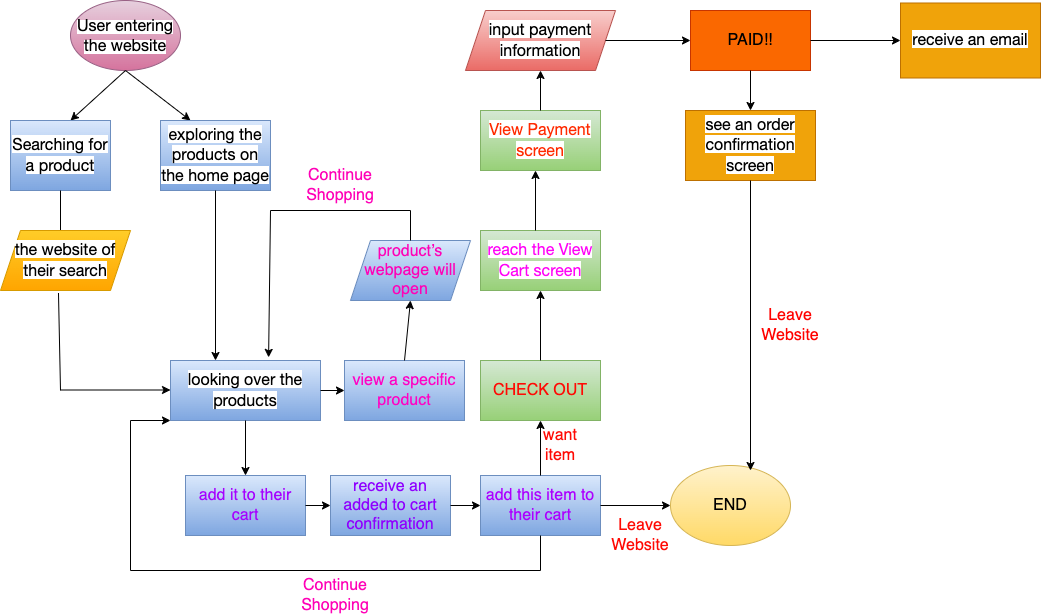 User entering
the website
Searching for
a product
exploring the
products on
the home page
the website of
their search
Continue
Shopping
product's
webpage will
open
looking over the
products
view a specific
product
add it to their
cart
receive an
added to cart
confirmation
add this item to
their cart
Continue
Shopping
want
item
CHECK OUT
reach the View
Cart screen
View Payment
screen
input payment
information
PAID!!
receive an email
see an order
confirmation
screen
Leave
Website
Leave
Website
END